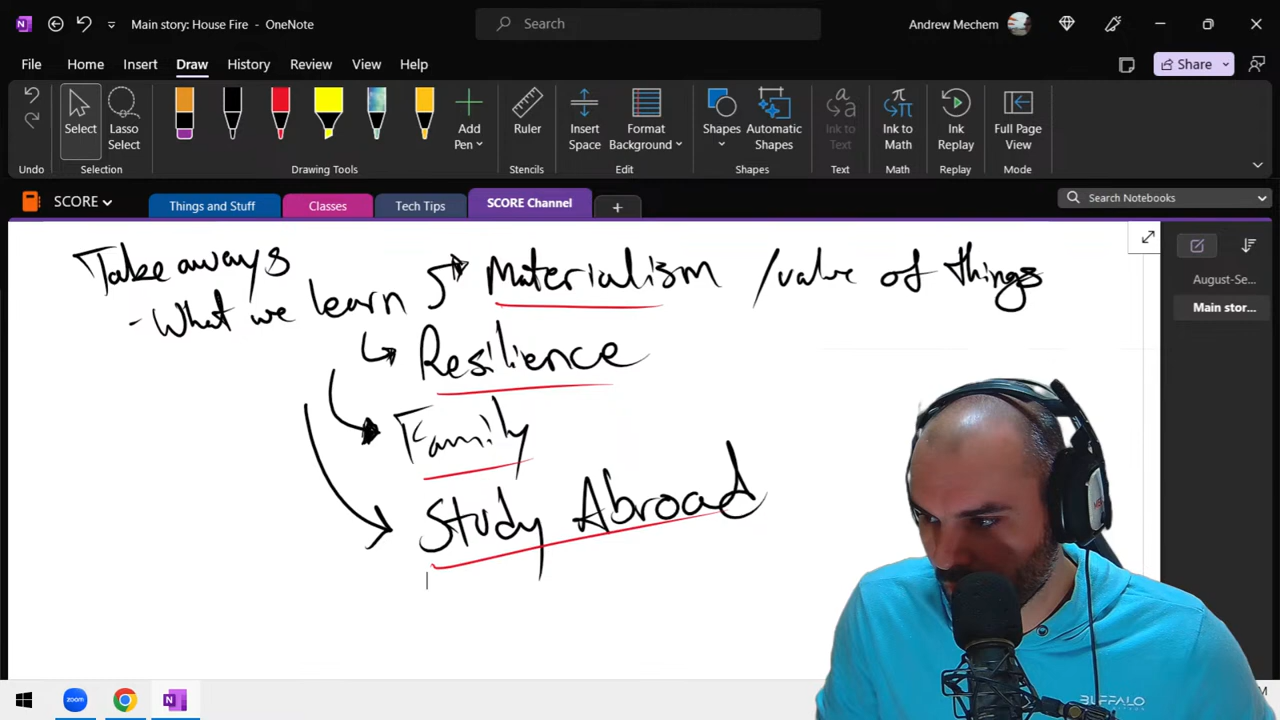 Main story: House Fire - OneNote
Search
Andrew Mechem
File Home Insert Draw History Review View Help
Share
Select
Lasso Select
Add Pen
Ruler
Insert Space
Format Background
Shapes
Automatic Shapes
Ink to Text
Ink to Math
Ink Replay
Full Page View
Undo Selection Drawing Tools Stencils Edit Shapes Text Math Replay Mode
SCORE Things and Stuff Classes Tech Tips SCORE Channel + Search Notebooks
Take aways
- What we learn
Materialism /value of things
Resilience
Family
Study Abroad
August-Se...
Main stor...
zoom
BUFFALO